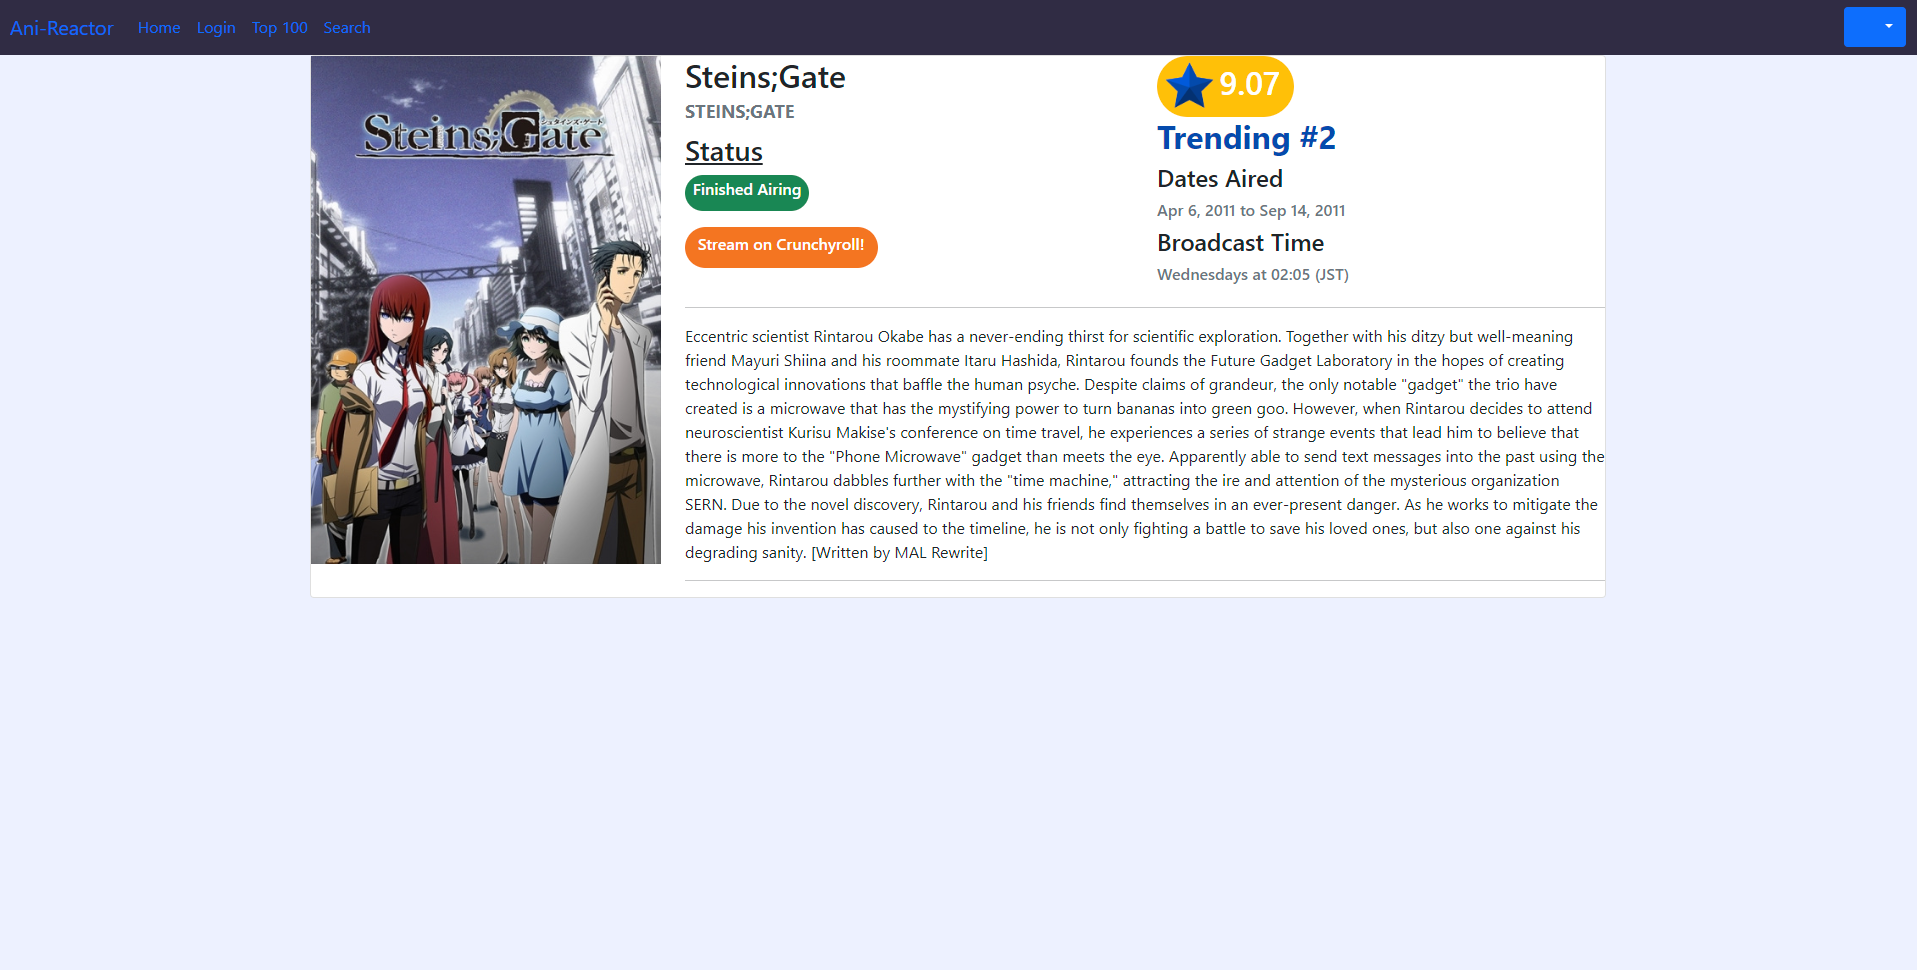 Ani-Reactor
Home
Login
Top 100
Search
Steins;Gate
シュタインズ・ゲート
Steins;Gate
STEINS;GATE
Status
Finished Airing
Stream on Crunchyroll!
9.07
Trending #2
Dates Aired
Apr 6, 2011 to Sep 14, 2011
Broadcast Time
Wednesdays at 02:05 (JST)
Eccentric scientist Rintarou Okabe has a never-ending thirst for scientific exploration. Together with his ditzy but well-meaning
friend Mayuri Shiina and his roommate Itaru Hashida, Rintarou founds the Future Gadget Laboratory in the hopes of creating
technological innovations that baffle the human psyche. Despite claims of grandeur, the only notable "gadget" the trio have
created is a microwave that has the mystifying power to turn bananas into green goo. However, when Rintarou decides to attend
neuroscientist Kurisu Makise's conference on time travel, he experiences a series of strange events that lead him to believe that
there is more to the "Phone Microwave" gadget than meets the eye. Apparently able to send text messages into the past using the
microwave, Rintarou dabbles further with the "time machine," attracting the ire and attention of the mysterious organization
SERN. Due to the novel discovery, Rintarou and his friends find themselves in an ever-present danger. As he works to mitigate the
damage his invention has caused to the timeline, he is not only fighting a battle to save his loved ones, but also one against his
degrading sanity. [Written by MAL Rewrite]